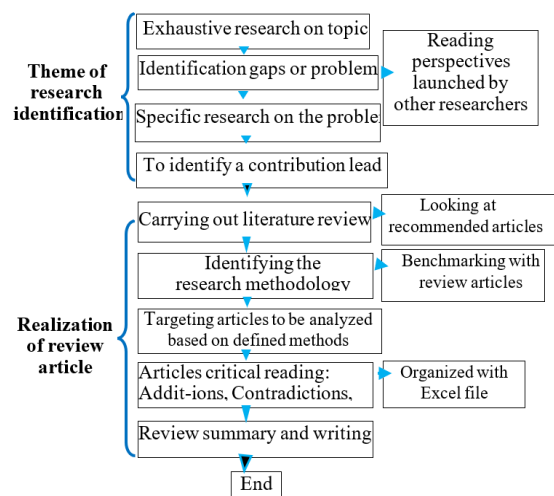 Exhaustive research on topic
Identification gaps or problem
Reading
perspectives
launched by
other researchers
Theme of
research
identification
Specific research on the proble
To identify a contribution lead
Carrying out literature review
Looking at
recommended articles
Identifying the
research methodology
Benchmarking with
review articles
Targeting articles to be analyzed
based on defined methods
Realization
of review
article
Articles critical reading:
Addit-ions, Contradictions,
Organized with
Excel file
Review summary and writing
End